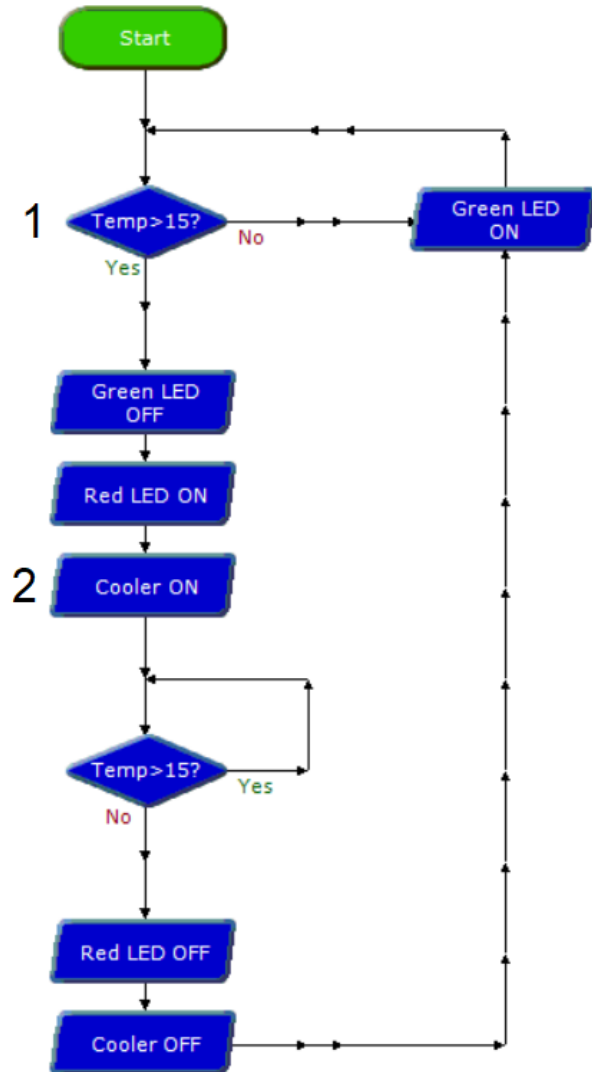 Start
1
Temp>15?
No
Yes
Green LED
ON
Green LED
OFF
Red LED ON
2
Cooler ON
Temp>15?
Yes
No
Red LED OFF
Cooler OFF